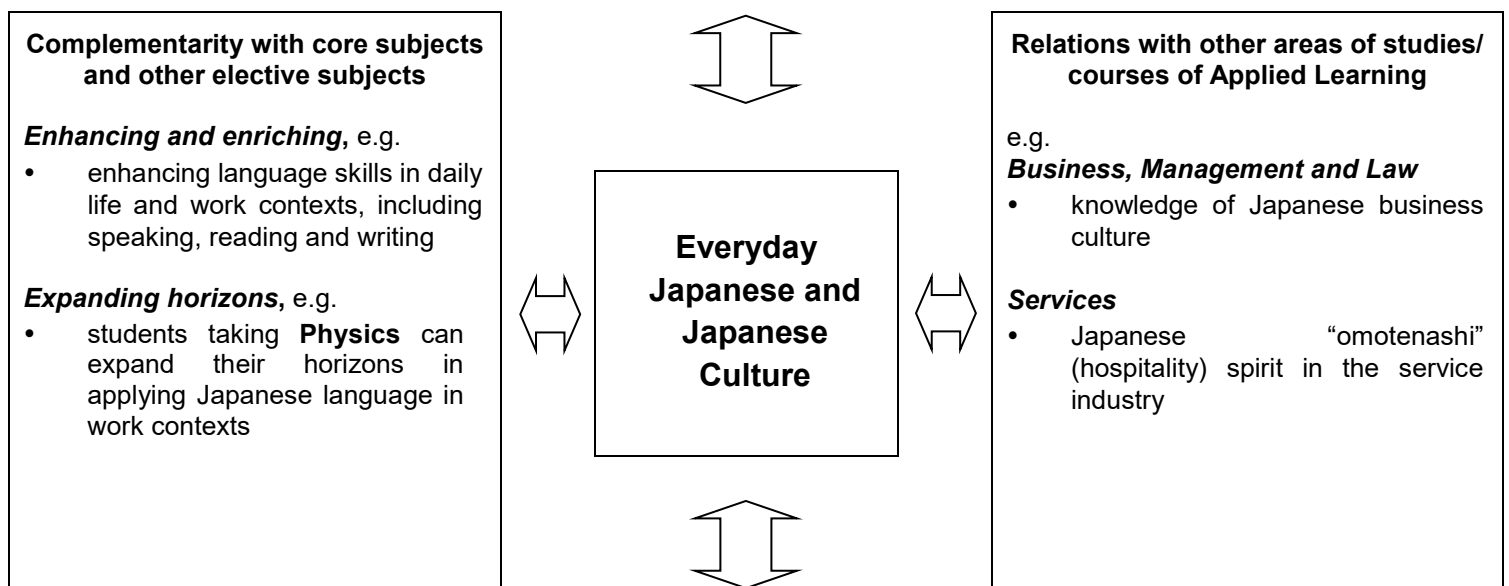 Complementarity with core subjects
and other elective subjects
Enhancing and enriching, e.g.
• enhancing language skills in daily
life and work contexts, including
speaking, reading and writing
Expanding horizons, e.g.
• students taking Physics can
expand their horizons in
applying Japanese language in
work contexts
Everyday
Japanese and
Japanese
Culture
Relations with other areas of studies/
courses of Applied Learning
e.g.
Business, Management and Law
• knowledge of Japanese business
culture
Services
• Japanese “omotenashi”
(hospitality) spirit in the service
industry